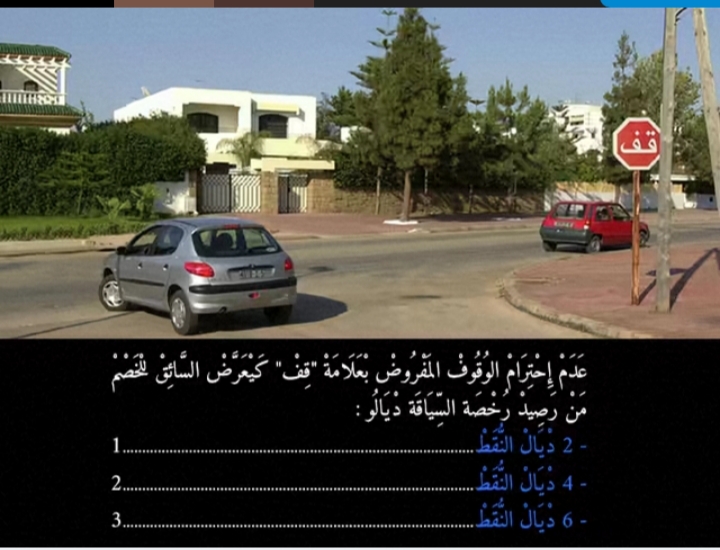 قف
عَدَمْ إِحْتِرَامْ الوُقُوفْ المَفْرُوضْ بْعَلَامَةْ "قِفْ" كَيْعَرَّضْ السَّائِقْ لْلخَصْمْ
مَنْ رَصِيدْ رُخْصَة السِّيَاقَة دْيَالُو :
- 2 دْيَالْ النُّقَطْ........................1
- 4 دْيَالْ النُّقَطْ........................2
- 6 دْيَالْ النُّقَطْ........................3